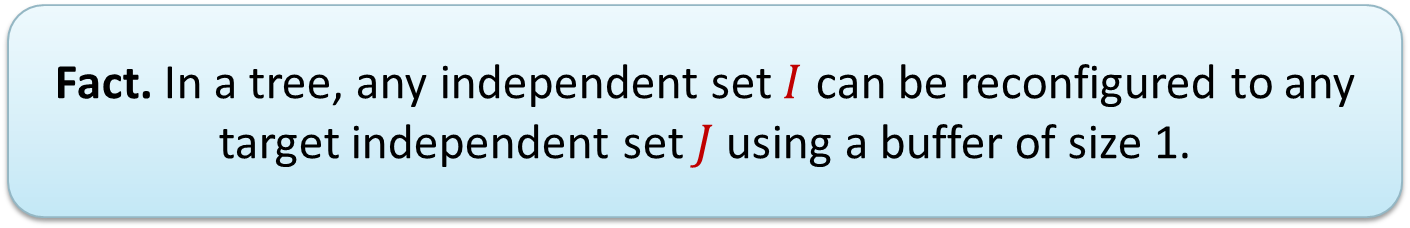 Fact. In a tree, any independent set I can be reconfigured to any
target independent set J using a buffer of size 1.